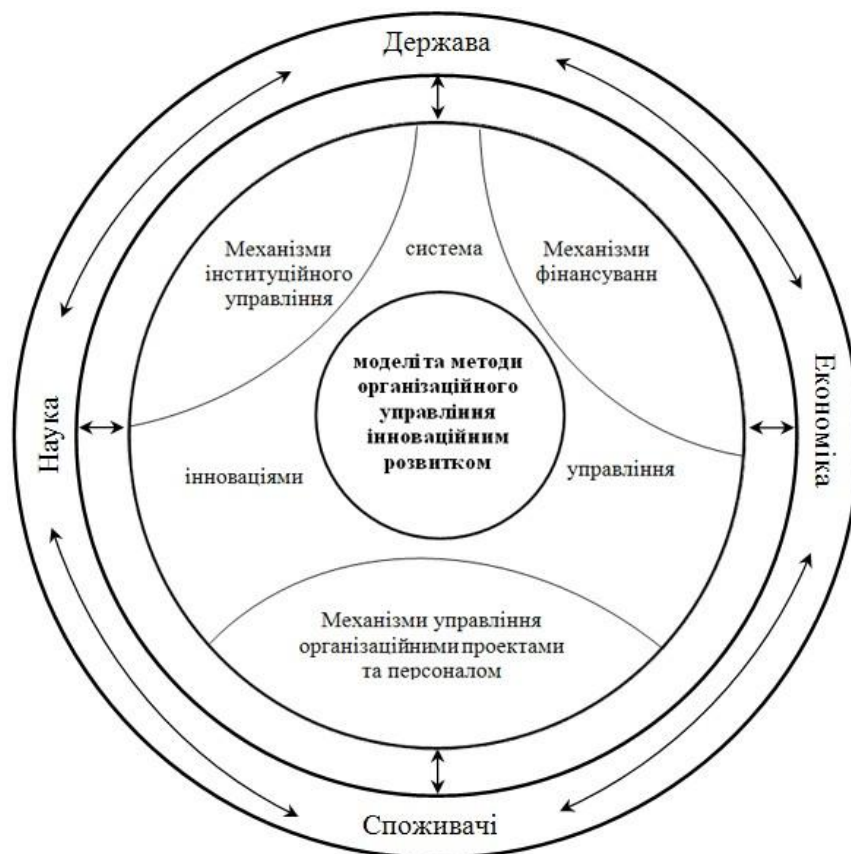 Держава
Механізми
інституційного
управління
система
Механізми
фінансуванн
моделіта методи
організаційного
управління
інноваційним
розвитком
Наука
Економіка
інноваціями
управління
Механізми управління
організаційними проектами
та персоналом
Споживачі